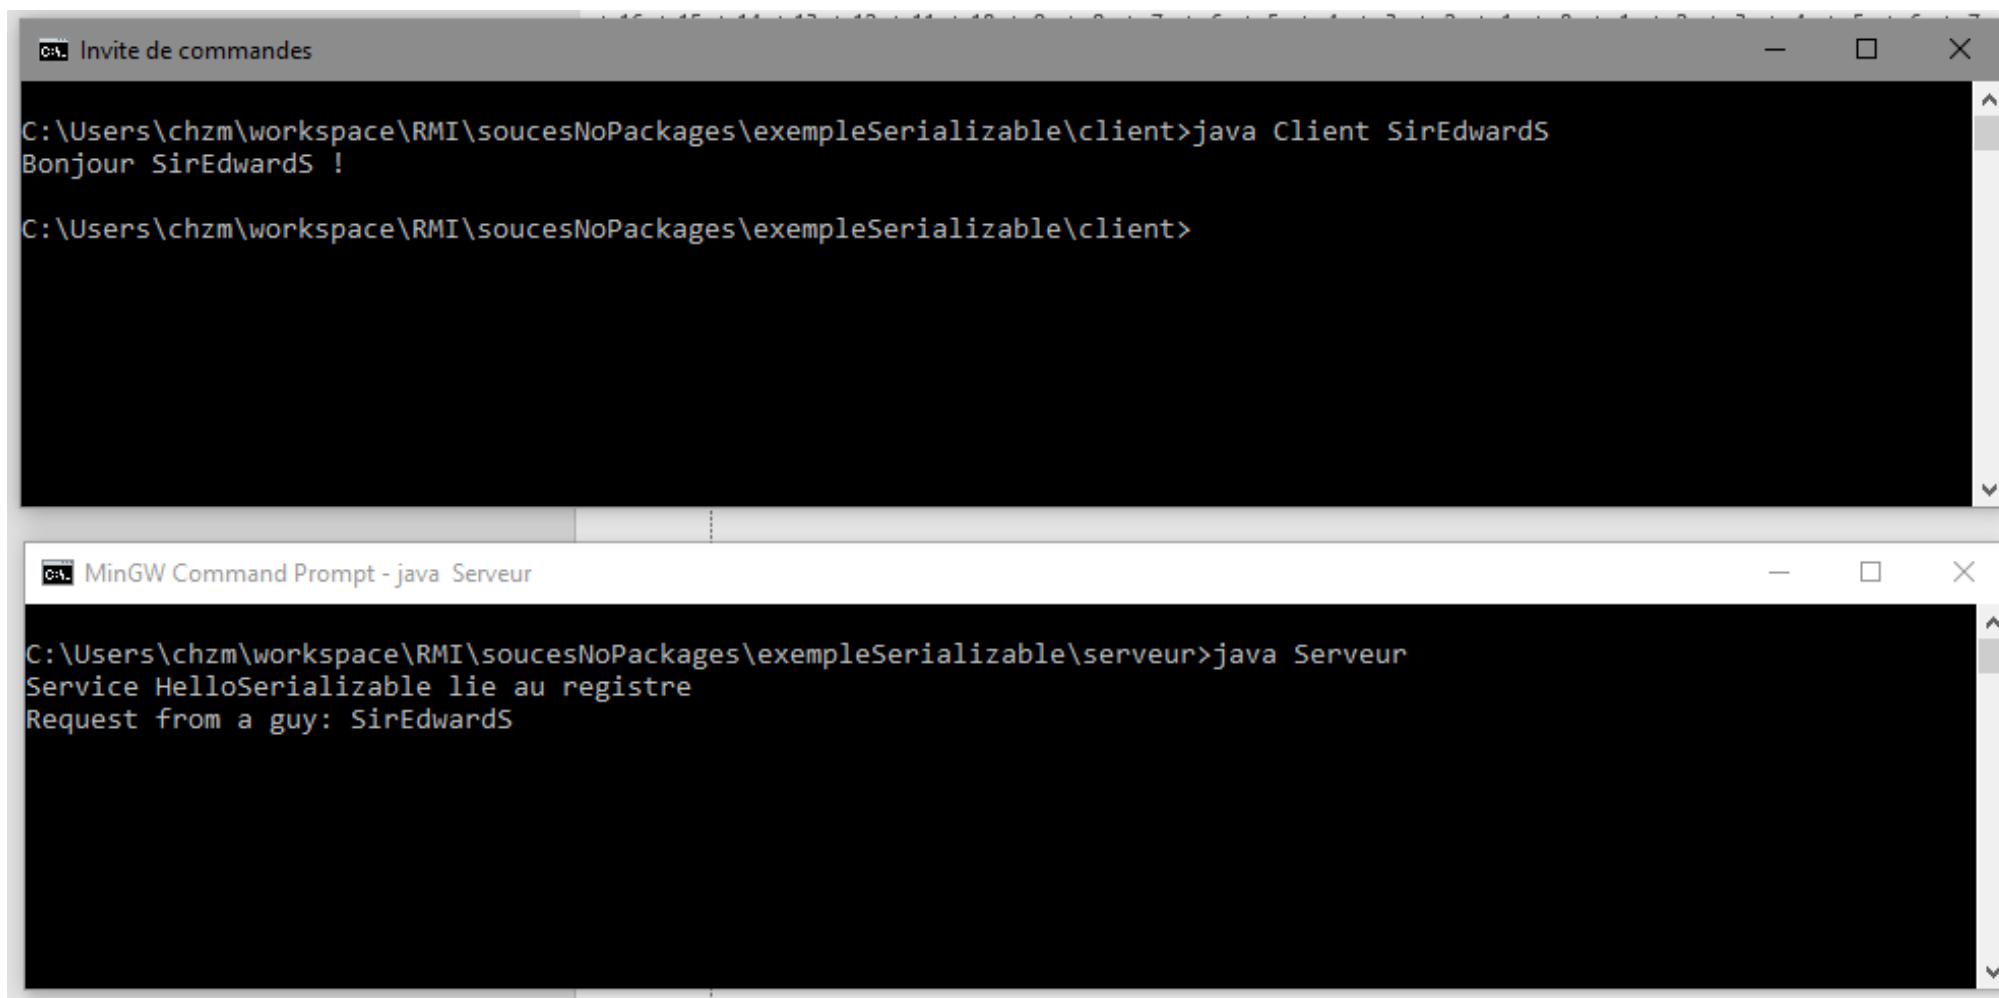 Invite de commandes
C:\Users\chzm\workspace\RMI\soucesNoPackages\exempleSerializable\client>java Client SirEdwardS
Bonjour SirEdwardS !
C:\Users\chzm\workspace\RMI\soucesNoPackages\exempleSerializable\client>
MinGW Command Prompt - java  Serveur
C:\Users\chzm\workspace\RMI\soucesNoPackages\exempleSerializable\serveur>java Serveur
Service HelloSerializable lie au registre
Request from a guy: SirEdwardS